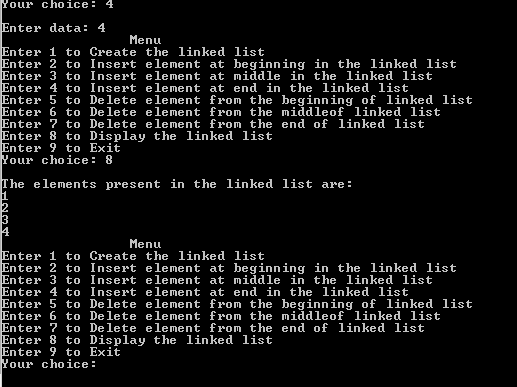 Your choice: 4
Enter data: 4
Menu
Enter 1 to Create the linked list
Enter 2 to Insert element at beginning in the linked list
Enter 3 to Insert element at middle in the linked list
Enter 4 to Insert element at end in the linked list
Enter 5 to Delete element from the beginning of linked list
Enter 6 to Delete element from the middleof linked list
Enter 7 to Delete element from the end of linked list
Enter 8 to Display the linked list
Enter 9 to Exit
Your choice: 8
The elements present in the linked list are:
1
2
3
4
Menu
Enter 1 to Create the linked list
Enter 2 to Insert element at beginning in the linked list
Enter 3 to Insert element at middle in the linked list
Enter 4 to Insert element at end in the linked list
Enter 5 to Delete element from the beginning of linked list
Enter 6 to Delete element from the middleof linked list
Enter 7 to Delete element from the end of linked list
Enter 8 to Display the linked list
Enter 9 to Exit
Your choice: